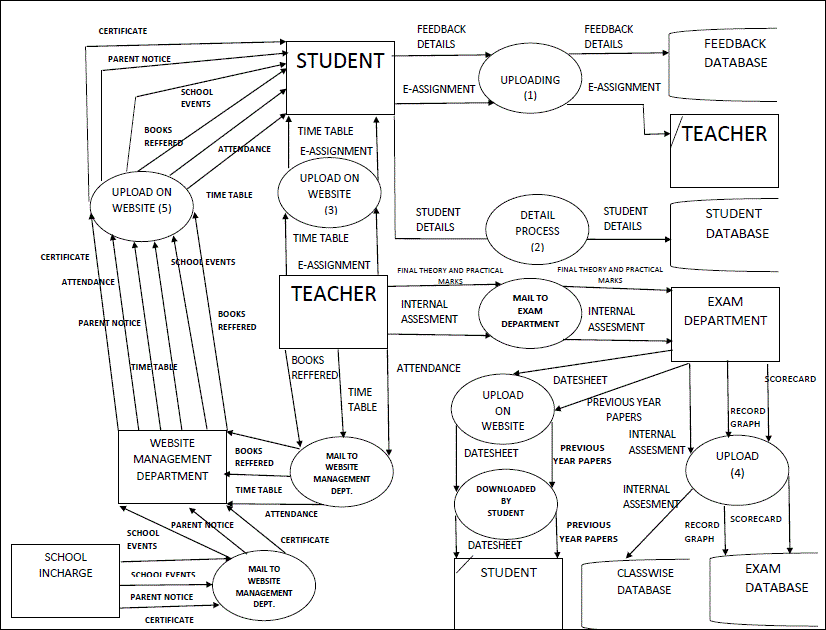 CERTIFICATE
PARENT NOTICE
SCHOOL
EVENTS
BOOKS
REFFERED
ATTENDANCE
TIME TABLE
STUDENT
FEEDBACK
DETAILS
E-ASSIGNMENT
UPLOADING
(1)
FEEDBACK
DETAILS
E-ASSIGNMENT
FEEDBACK
DATABASE
TEACHER
TIME TABLE
E-ASSIGNMENT
UPLOAD ON
WEBSITE (5)
UPLOAD ON
WEBSITE
(3)
TIME TABLE
E-ASSIGNMENT
STUDENT
DETAILS
DETAIL
PROCESS
(2)
STUDENT
DETAILS
STUDENT
DATABASE
CERTIFICATE
ATTENDANCE
SCHOOL EVENTS
PARENT NOTICE
BOOKS
REFFERED
TIME TABLE
TEACHER
FINAL THEORY AND PRACTICAL
MARKS
INTERNAL
ASSESMENT
MAIL TO
EXAM
DEPARTMENT
FINAL THEORY AND PRACTICAL
MARKS
INTERNAL
ASSESMENT
EXAM
DEPARTMENT
BOOKS
REFFERED
TIME
TABLE
ATTENDANCE
DATESHEET
SCORECARD
UPLOAD
ON
WEBSITE
PREVIOUS YEAR
PAPERS
RECORD
GRAPH
INTERNAL
ASSESMENT
WEBSITE
MANAGEMENT
DEPARTMENT
BOOKS
REFFERED
TIME TABLE
ATTENDANCE
MAIL TO
WEBSITE
MANAGEMENT
DEPT.
DATESHEET
PREVIOUS
YEAR PAPERS
UPLOAD
(4)
DOWNLOADED
BY
STUDENT
INTERNAL
ASSESMENT
PREVIOUS
YEAR PAPERS
RECORD
GRAPH
SCORECARD
DATESHEET
PARENT NOTICE
SCHOOL
EVENTS
CERTIFICATE
SCHOOL
INCHARGE
SCHOOL EVENTS
PARENT NOTICE
CERTIFICATE
MAIL TO
WEBSITE
MANAGEMENT
DEPT.
STUDENT
CLASSWISE
DATABASE
EXAM
DATABASE